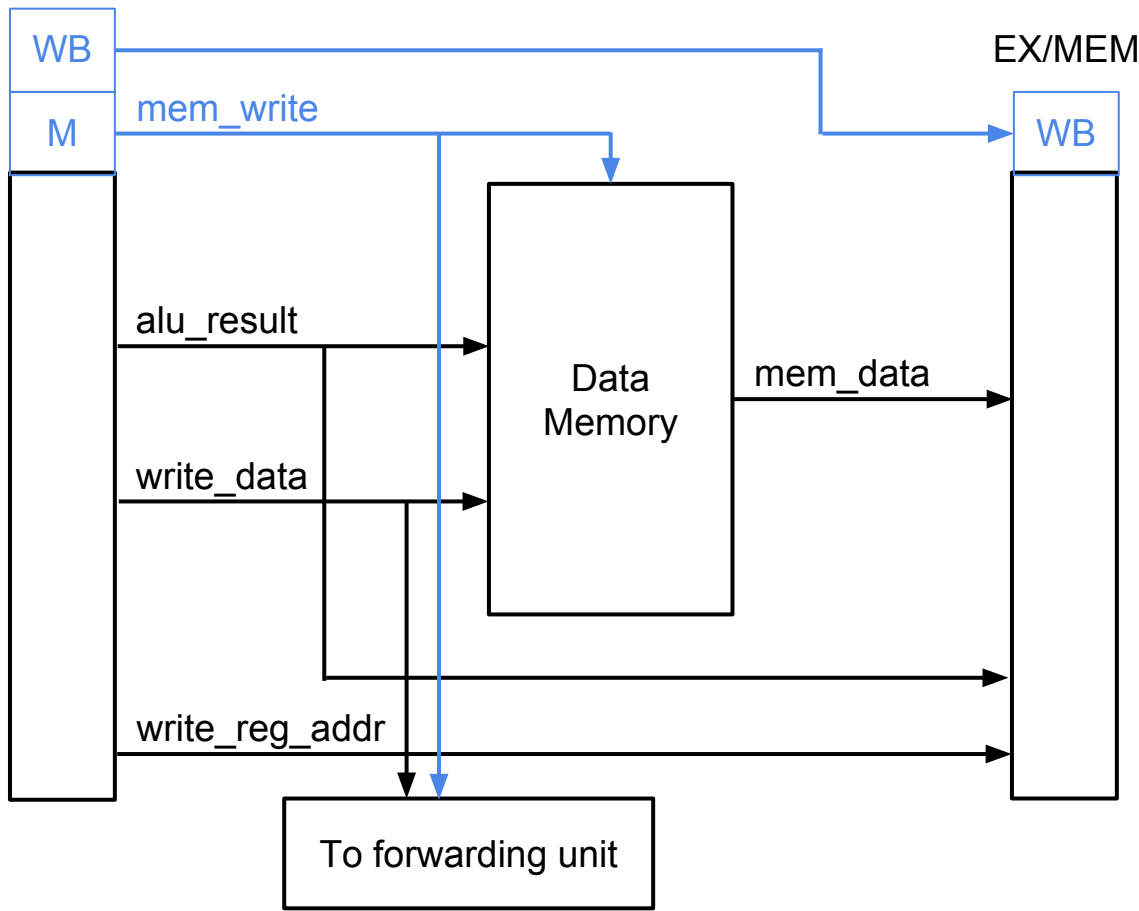 WB
EX/MEM
mem_write
M
WB
alu_result
Data
Memory
mem_data
write_data
write_reg_addr
To forwarding unit